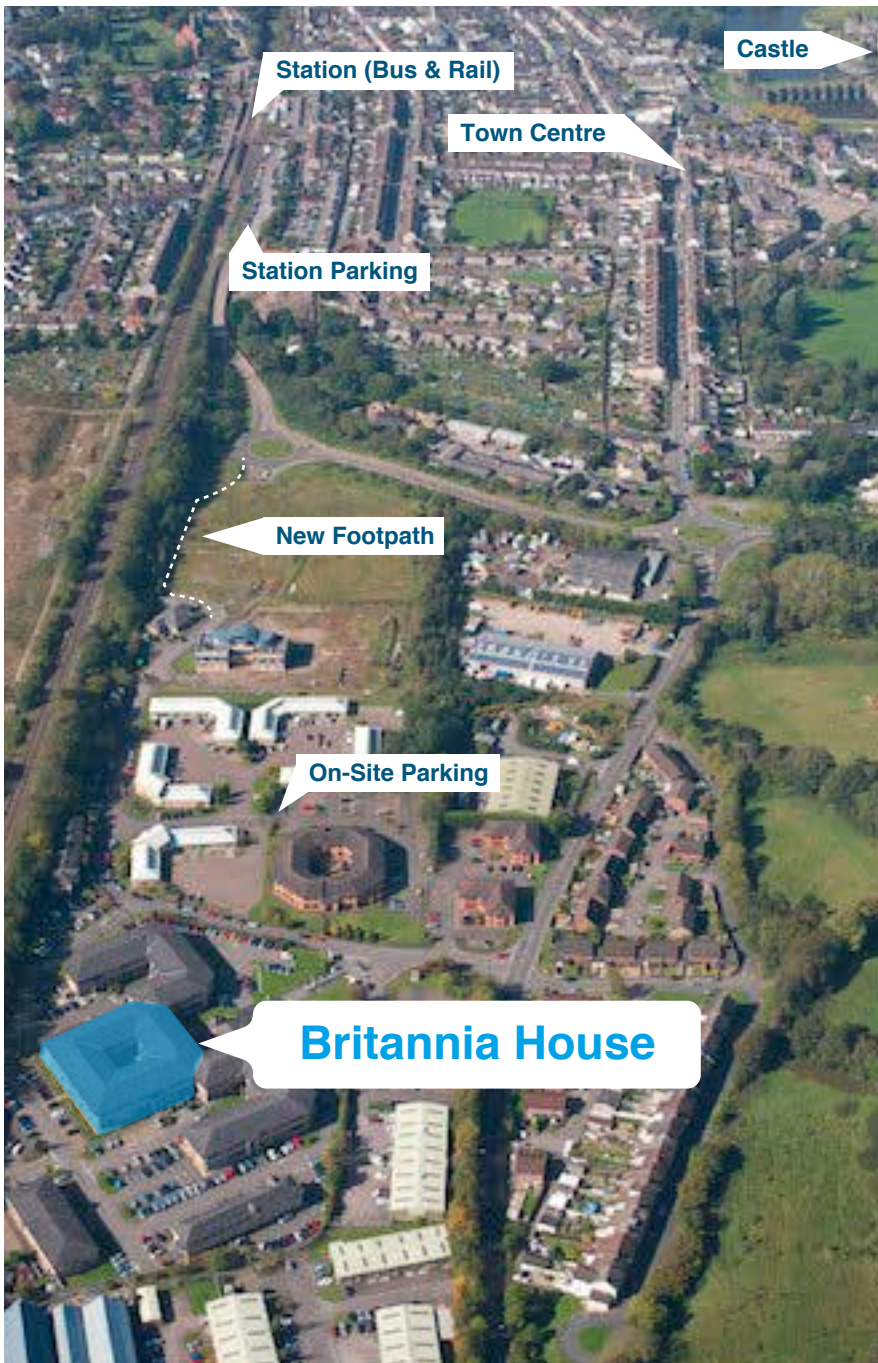 Castle
Station (Bus & Rail)
Town Centre
Station Parking
New Footpath
On-Site Parking
Britannia House